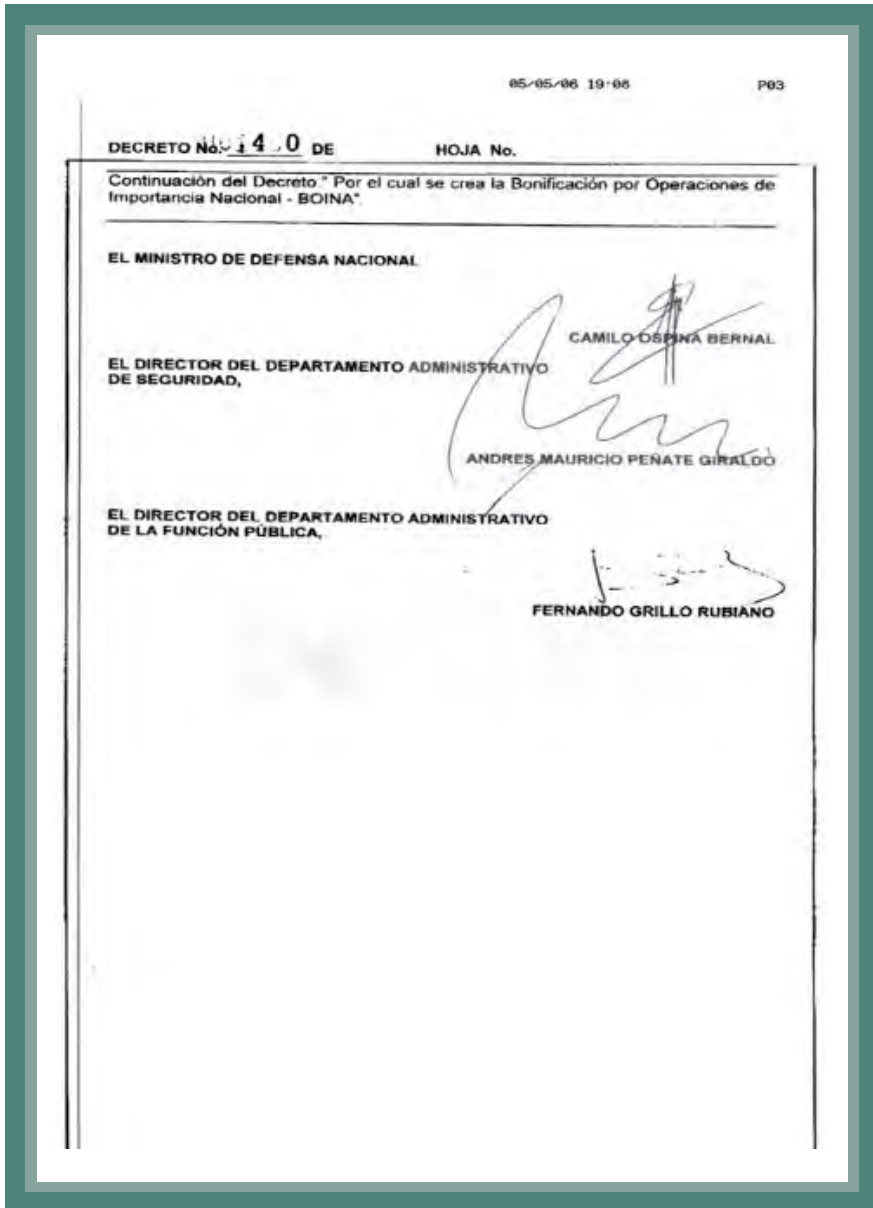 05/05/06 19:06 P03
DECRETO No. DE HOJA No.
Continuación del Decreto." Por el cual se crea la Bonificación por Operaciones de
Importancia Nacional - BOINA".
EL MINISTRO DE DEFENSA NACIONAL
CAMILO OSPINA BERNAL
EL DIRECTOR DEL DEPARTAMENTO ADMINISTRATIVO
DE SEGURIDAD,
ANDRES MAURICIO PEÑATE GIRALDO
EL DIRECTOR DEL DEPARTAMENTO ADMINISTRATIVO
DE LA FUNCIÓN PÚBLICA,
FERNANDO GRILLO RUBIANO